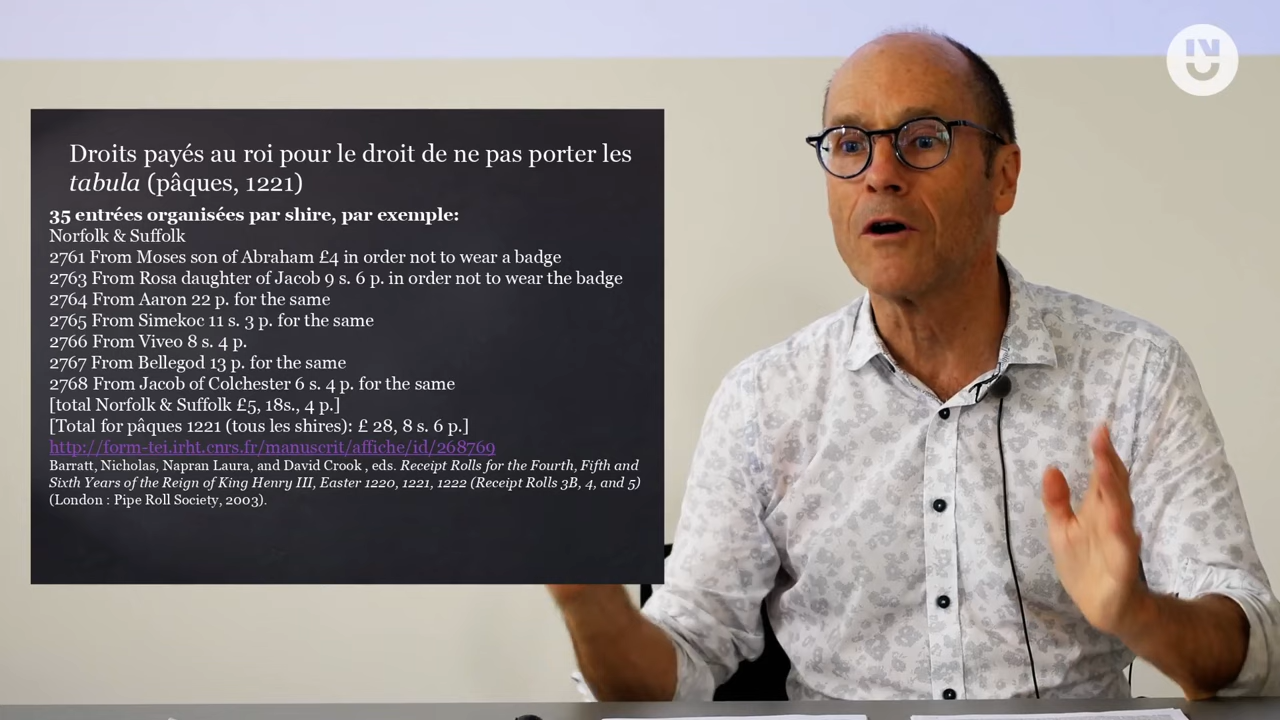 Droits payés au roi pour le droit de ne pas porter les
tabula (pâques, 1221)
35 entrées organisées par shire, par exemple:
Norfolk & Suffolk
2761 From Moses son of Abraham £4 in order not to wear a badge
2763 From Rosa daughter of Jacob 9 s. 6 p. in order not to wear the badge
2764 From Aaron 22 p. for the same
2765 From Simekoc 11 s. 3 p. for the same
2766 From Viveo 8 s. 4 p.
2767 From Bellegod 13 p. for the same
2768 From Jacob of Colchester 6 s. 4 p. for the same
[total Norfolk & Suffolk £5, 18s., 4 p.]
[Total for pâques 1221 (tous les shires): £ 28, 8 s. 6 p.]
http://form-tei.irht.cnrs.fr/manuscrit/affiche/id/268769
Barratt, Nicholas, Napran Laura, and David Crook , eds. Receipt Rolls for the Fourth, Fifth and
Sixth Years of the Reign of King Henry III, Easter 1220, 1221, 1222 (Receipt Rolls 3B, 4, and 5)
(London : Pipe Roll Society, 2003).